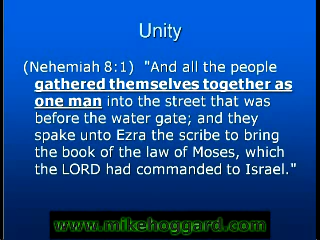 Unity
(Nehemiah 8:1)  "And all the people
gathered themselves together as
one man into the street that was
before the water gate; and they
spake unto Ezra the scribe to bring
the book of the law of Moses, which
the LORD had commanded to Israel."
www.mikehoggard.com